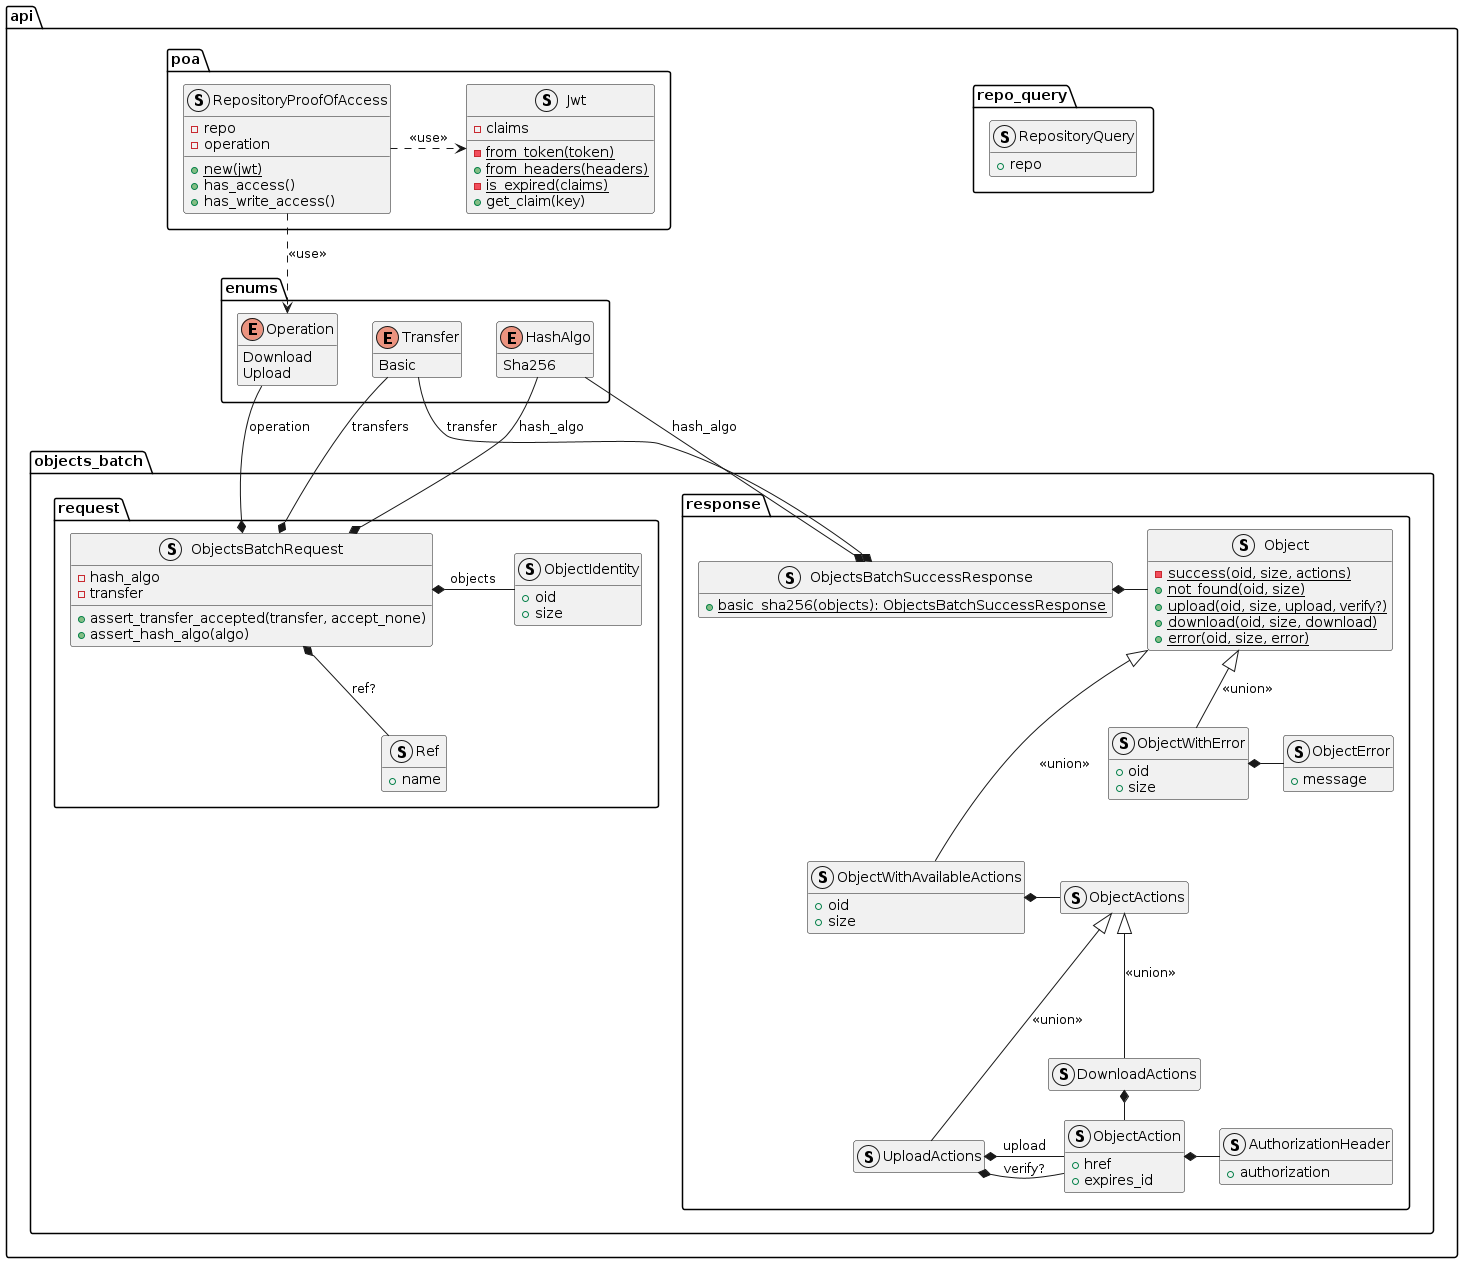 api
poa
S RepositoryProofOfAccess
repo
operation
new(jwt)
has_access()
has_write_access()
«use»
S Jwt
claims
from_token(token)
from_headers(headers)
is_expired(claims)
get_claim(key)
repo_query
S RepositoryQuery
repo
«use»
enums
E Operation
Download
Upload
E Transfer
Basic
E HashAlgo
Sha256
operation
transfers
transfer
hash_algo
hash_algo
objects_batch
request
S ObjectsBatchRequest
hash_algo
transfer
assert_transfer_accepted(transfer, accept_none)
assert_hash_algo(algo)
objects
S ObjectIdentity
oid
size
ref?
S Ref
name
response
S ObjectsBatchSuccessResponse
basic_sha256(objects): ObjectsBatchSuccessResponse
S Object
success(oid, size, actions)
not_found(oid, size)
upload(oid, size, upload, verify?)
download(oid, size, download)
error(oid, size, error)
«union»
«union»
S ObjectWithError
oid
size
S ObjectError
message
S ObjectWithAvailableActions
oid
size
S ObjectActions
«union»
«union»
S DownloadActions
S UploadActions
upload
verify?
S ObjectAction
href
expires_id
S AuthorizationHeader
authorization